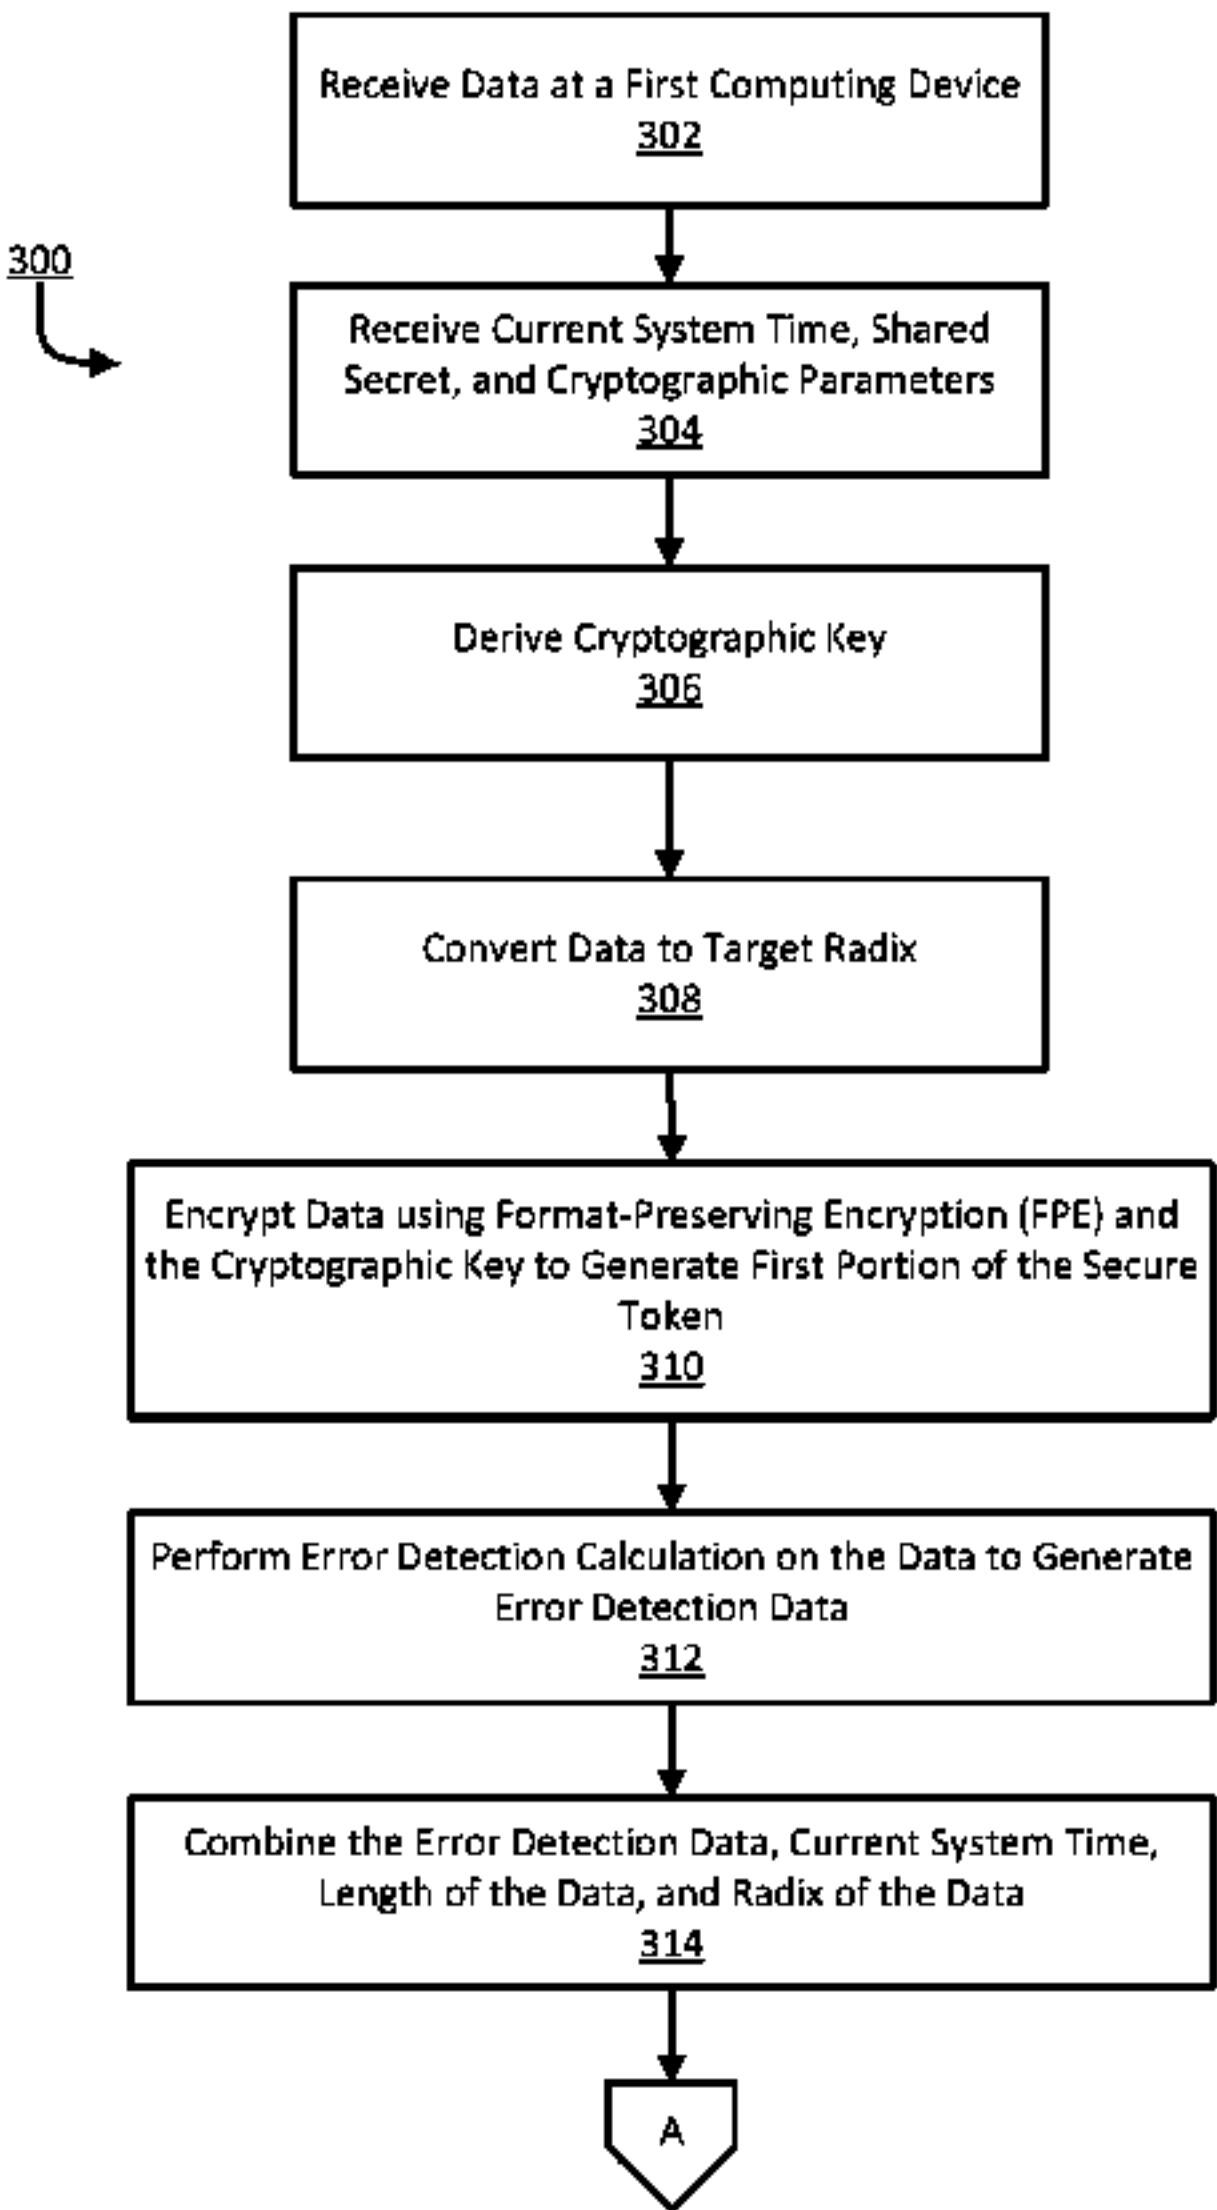 Receive Data at a First Computing Device
302
300
Receive Current System Time, Shared
Secret, and Cryptographic Parameters
304
Derive Cryptographic Key
306
Convert Data to Target Radix
308
Encrypt Data using Format-Preserving Encryption (FPE) and
the Cryptographic Key to Generate First Portion of the Secure
Token
310
Perform Error Detection Calculation on the Data to Generate
Error Detection Data
312
Combine the Error Detection Data, Current System Time,
Length of the Data, and Radix of the Data
314
A